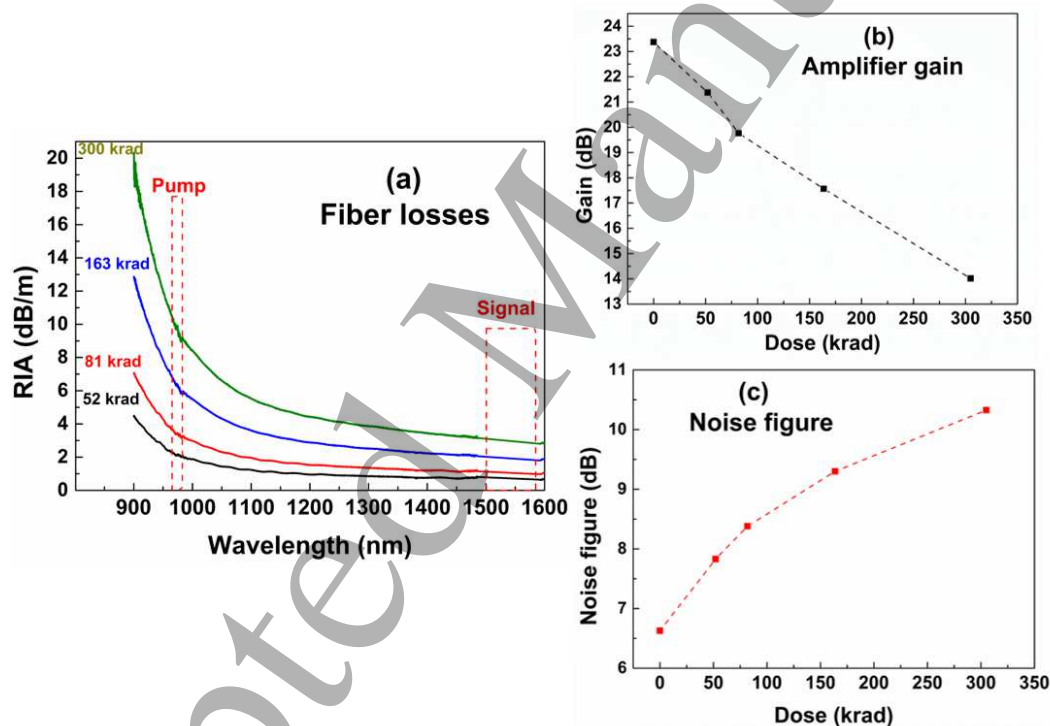 (a)
Fiber losses
300 krad
163 krad
81 krad
52 krad
Pump
Signal
RIA (dB/m)
20
18
16
14
12
10
8
6
4
2
0
900 1000 1100 1200 1300 1400 1500 1600
Wavelength (nm)
(b)
Amplifier gain
Gain (dB)
24
23
22
21
20
19
18
17
16
15
14
13
0 50 100 150 200 250 300 350
Dose (krad)
(c)
Noise figure
Noise figure (dB)
11
10
9
8
7
6
0 50 100 150 200 250 300 350
Dose (krad)
pted Man